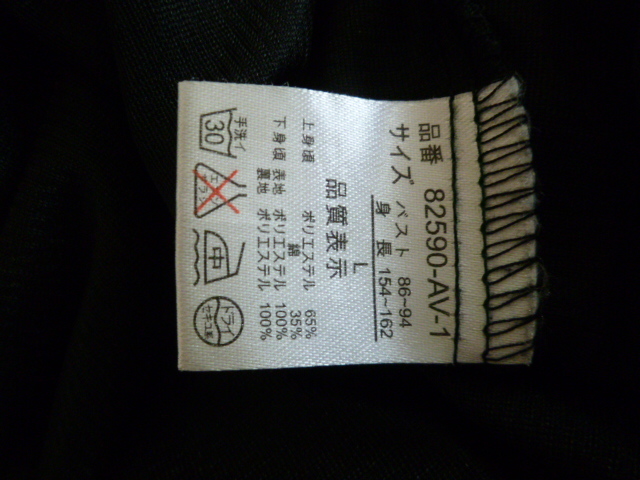 品番 82590-AV-1
サイズ バスト 86~94
身長 154~162
L
品質表示
上身頃 ポリエステル 65%
綿 35%
下身頃 表地 ポリエステル 100%
裏地 ポリエステル 100%
手洗イ
30
エンソ
サラシ
中
ドライ
セキユ系